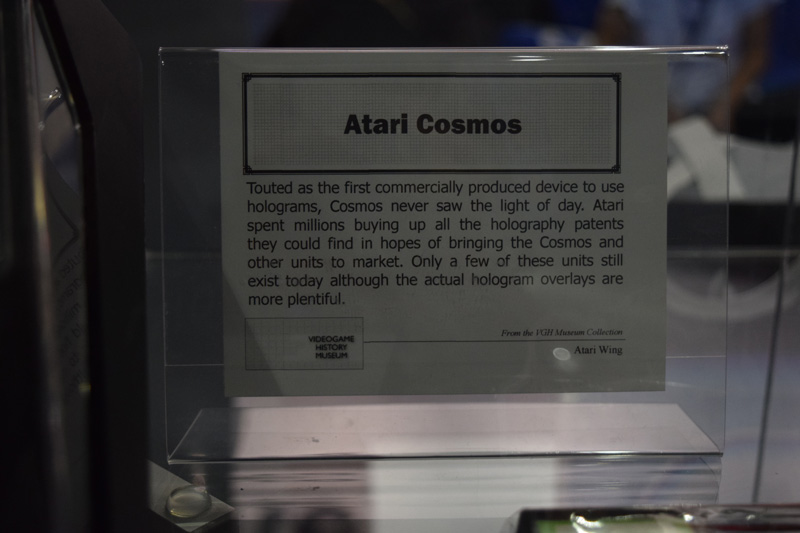 Atari Cosmos
Touted as the first commercially produced device to use
holograms, Cosmos never saw the light of day. Atari
spent millions buying up all the holography patents
they could find in hopes of bringing the Cosmos and
other units to market. Only a few of these units still
exist today although the actual hologram overlays are
more plentiful.
VIDEOGAME
HISTORY
MUSEUM
From the VGH Museum Collection
Atari Wing